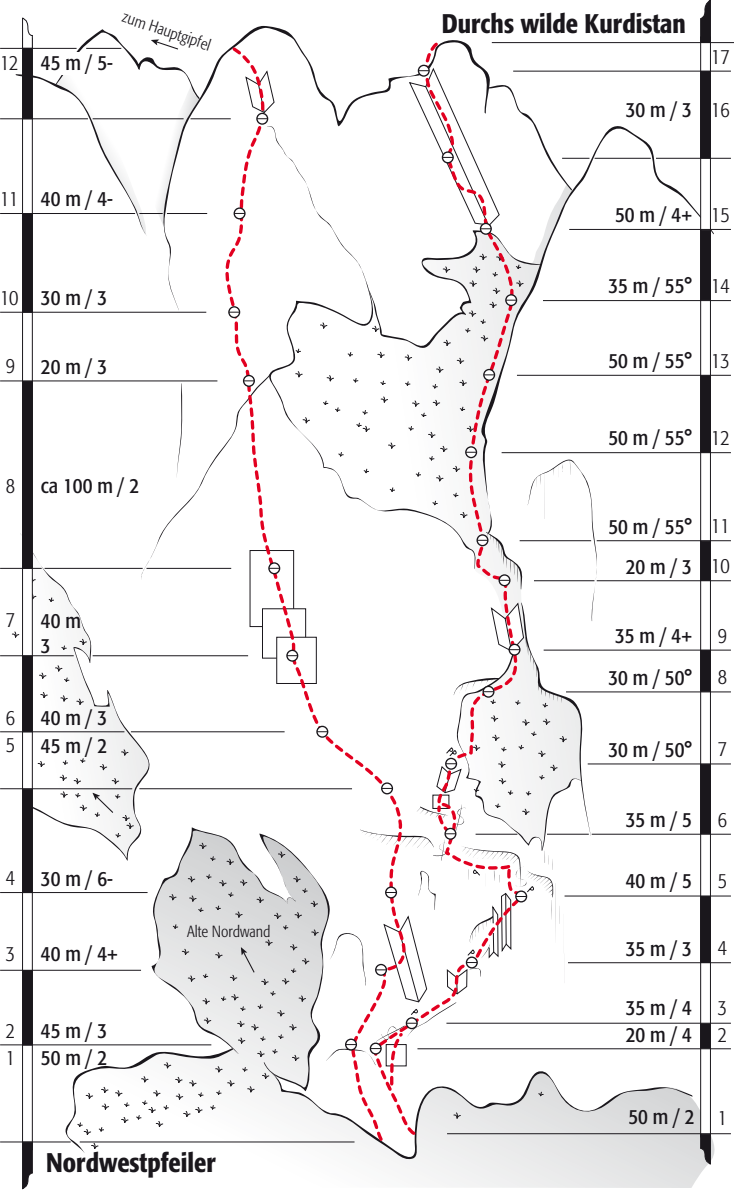 Durchs wilde Kurdistan
zum Hauptgipfel
12
45 m / 5-
11
40 m / 4-
10
30 m / 3
9
20 m / 3
8
ca 100 m / 2
7
40 m
3
6
40 m / 3
5
45 m / 2
4
30 m / 6-
3
40 m / 4+
2
45 m / 3
1
50 m / 2
Alte Nordwand
Nordwestpfeiler
17
30 m / 3
16
50 m / 4+
15
35 m / 55°
14
50 m / 55°
13
50 m / 55°
12
50 m / 55°
11
20 m / 3
10
35 m / 4+
9
30 m / 50°
8
30 m / 50°
7
35 m / 5
6
40 m / 5
5
35 m / 3
4
35 m / 4
3
20 m / 4
2
50 m / 2
1